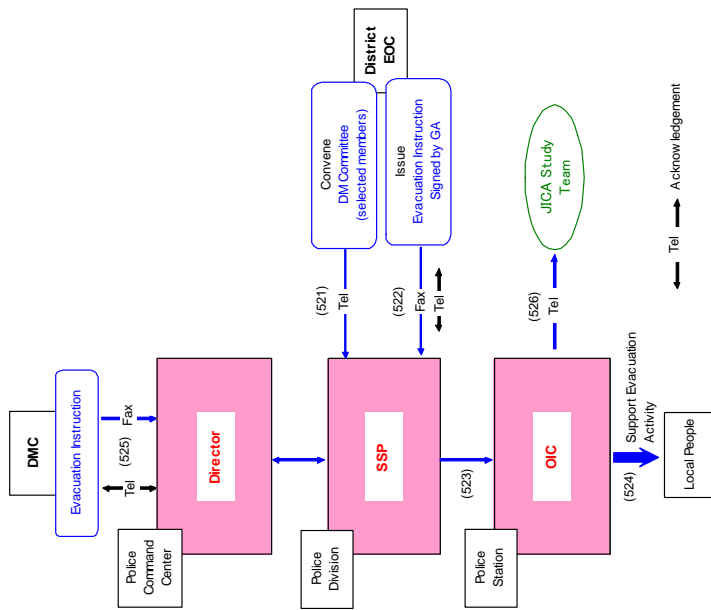 DMC
Evacuation Instruction
Tel
(525)
Fax
Police
Command
Center
Director
Convene
DM Committee
(selected members)
District
EOC
(521)
Tel
Issue
Evacuation Instruction
Signed by GA
(522)
Fax
Tel
Police
Division
SSP
(523)
Police
Station
OIC
(526)
Tel
JICA Study
Team
(524)
Support Evacuation
Activity
Local People
Tel
Acknow ledgement